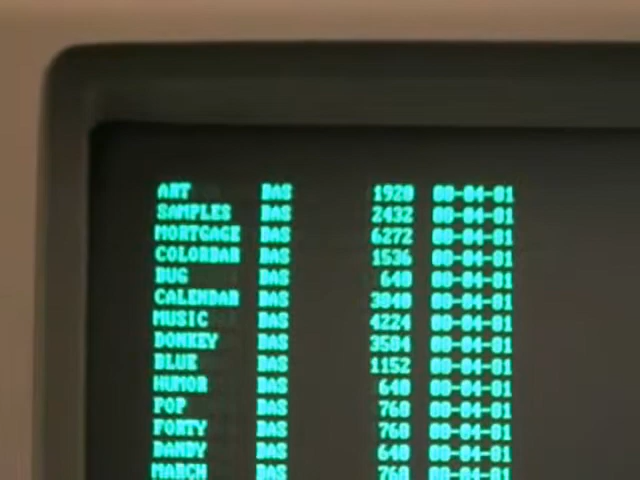 ART BAS 1920 08-04-81
SAMPLES BAS 2432 08-04-81
MORTGAGE BAS 6272 08-04-81
COLORBAR BAS 1536 08-04-81
BUG BAS 640 08-04-81
CALENDAR BAS 3840 08-04-81
MUSIC BAS 4224 08-04-81
DONKEY BAS 3584 08-04-81
BLUE BAS 1152 08-04-81
HUMOR BAS 640 08-04-81
POP BAS 768 08-04-81
FORTY BAS 768 08-04-81
DANDY BAS 640 08-04-81
MARCH BAS 768 08-04-81